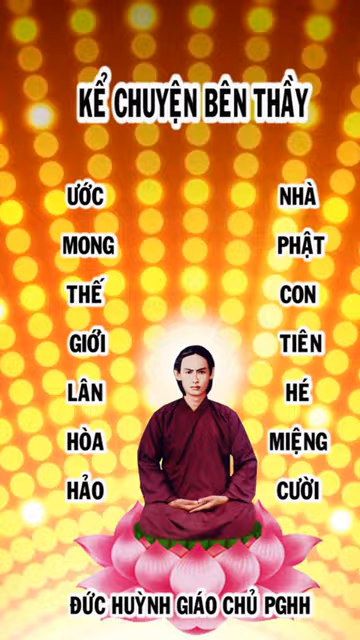 KỂ CHUYỆN BÊN THẦY
ƯỚC
MONG
THẾ
GIỚI
LÂN
HÒA
HẢO
NHÀ
PHẬT
CON
TIÊN
HÉ
MIỆNG
CƯỜI
ĐỨC HUỲNH GIÁO CHỦ PGHH